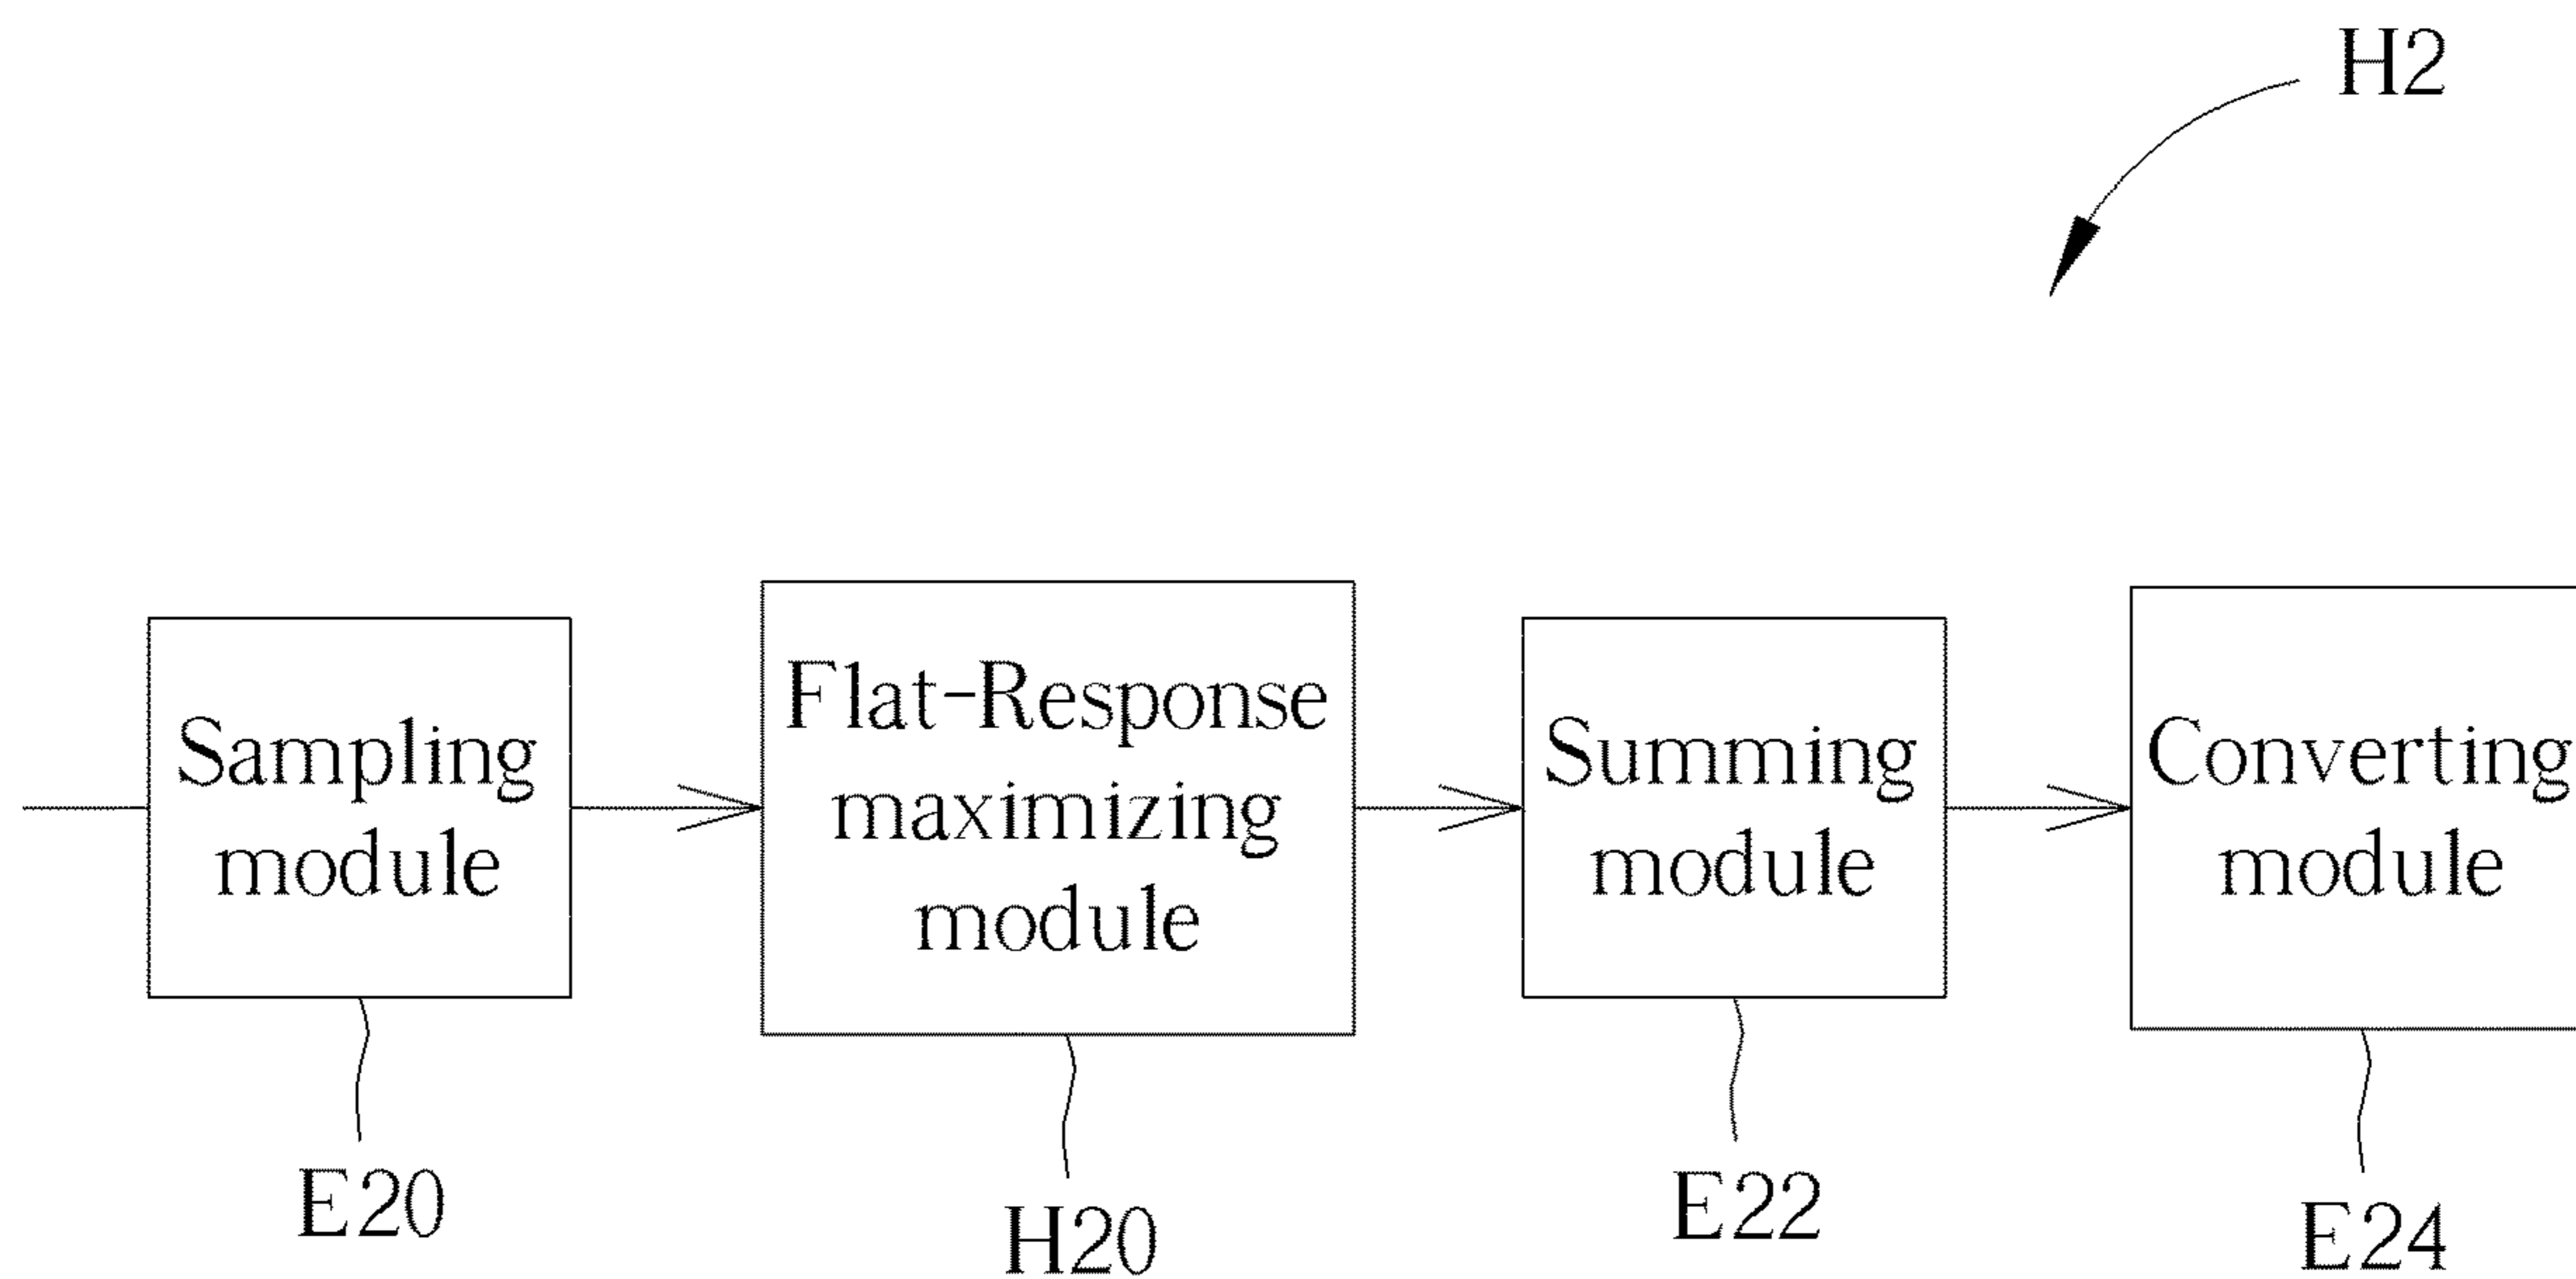 H2
Sampling
module
Flat-Response
maximizing
module
Summing
module
Converting
module
E20
H20
E22
E24